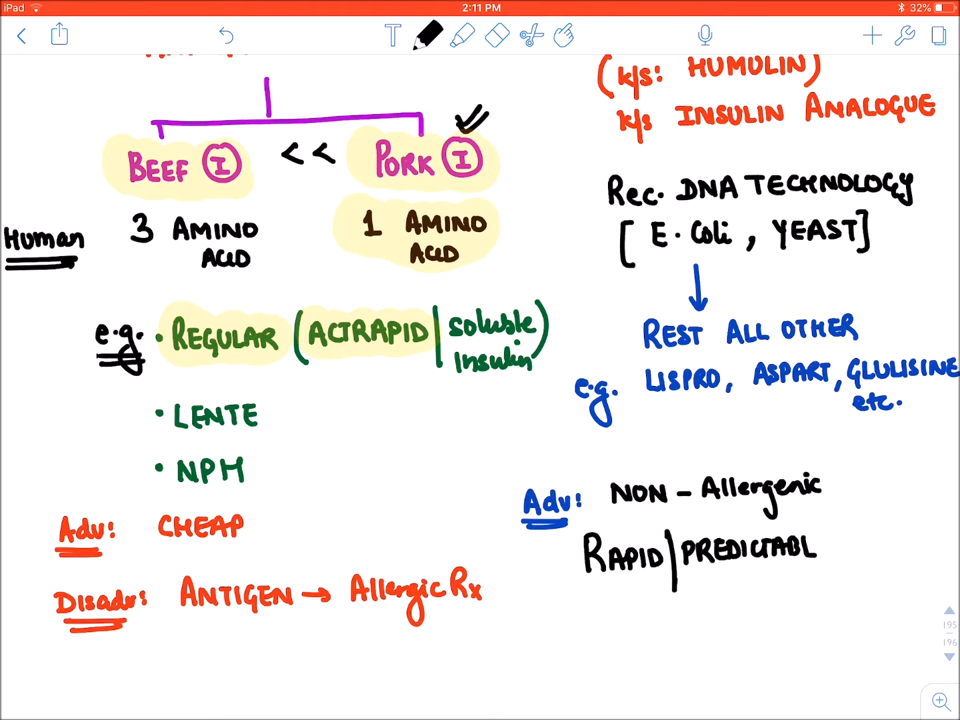 iPad
2:11 PM
32%
T
(k/s: HUMULIN)
k/s INSULIN ANALOGUE
BEEF I << PORK I
Human 3 AMINO ACID 1 AMINO ACID
Rec. DNA TECHNOLOGY
[E. Coli, YEAST]
e.g. • REGULAR (ACTRAPID | soluble insulin)
• LENTE
• NPH
REST ALL OTHER
e.g. LISPRO, ASPART, GLULISINE
etc.
Adv: CHEAP
Disadv: ANTIGEN → Allergic Rx
Adv: NON - Allergenic
RAPID | PREDICTABL
195
196